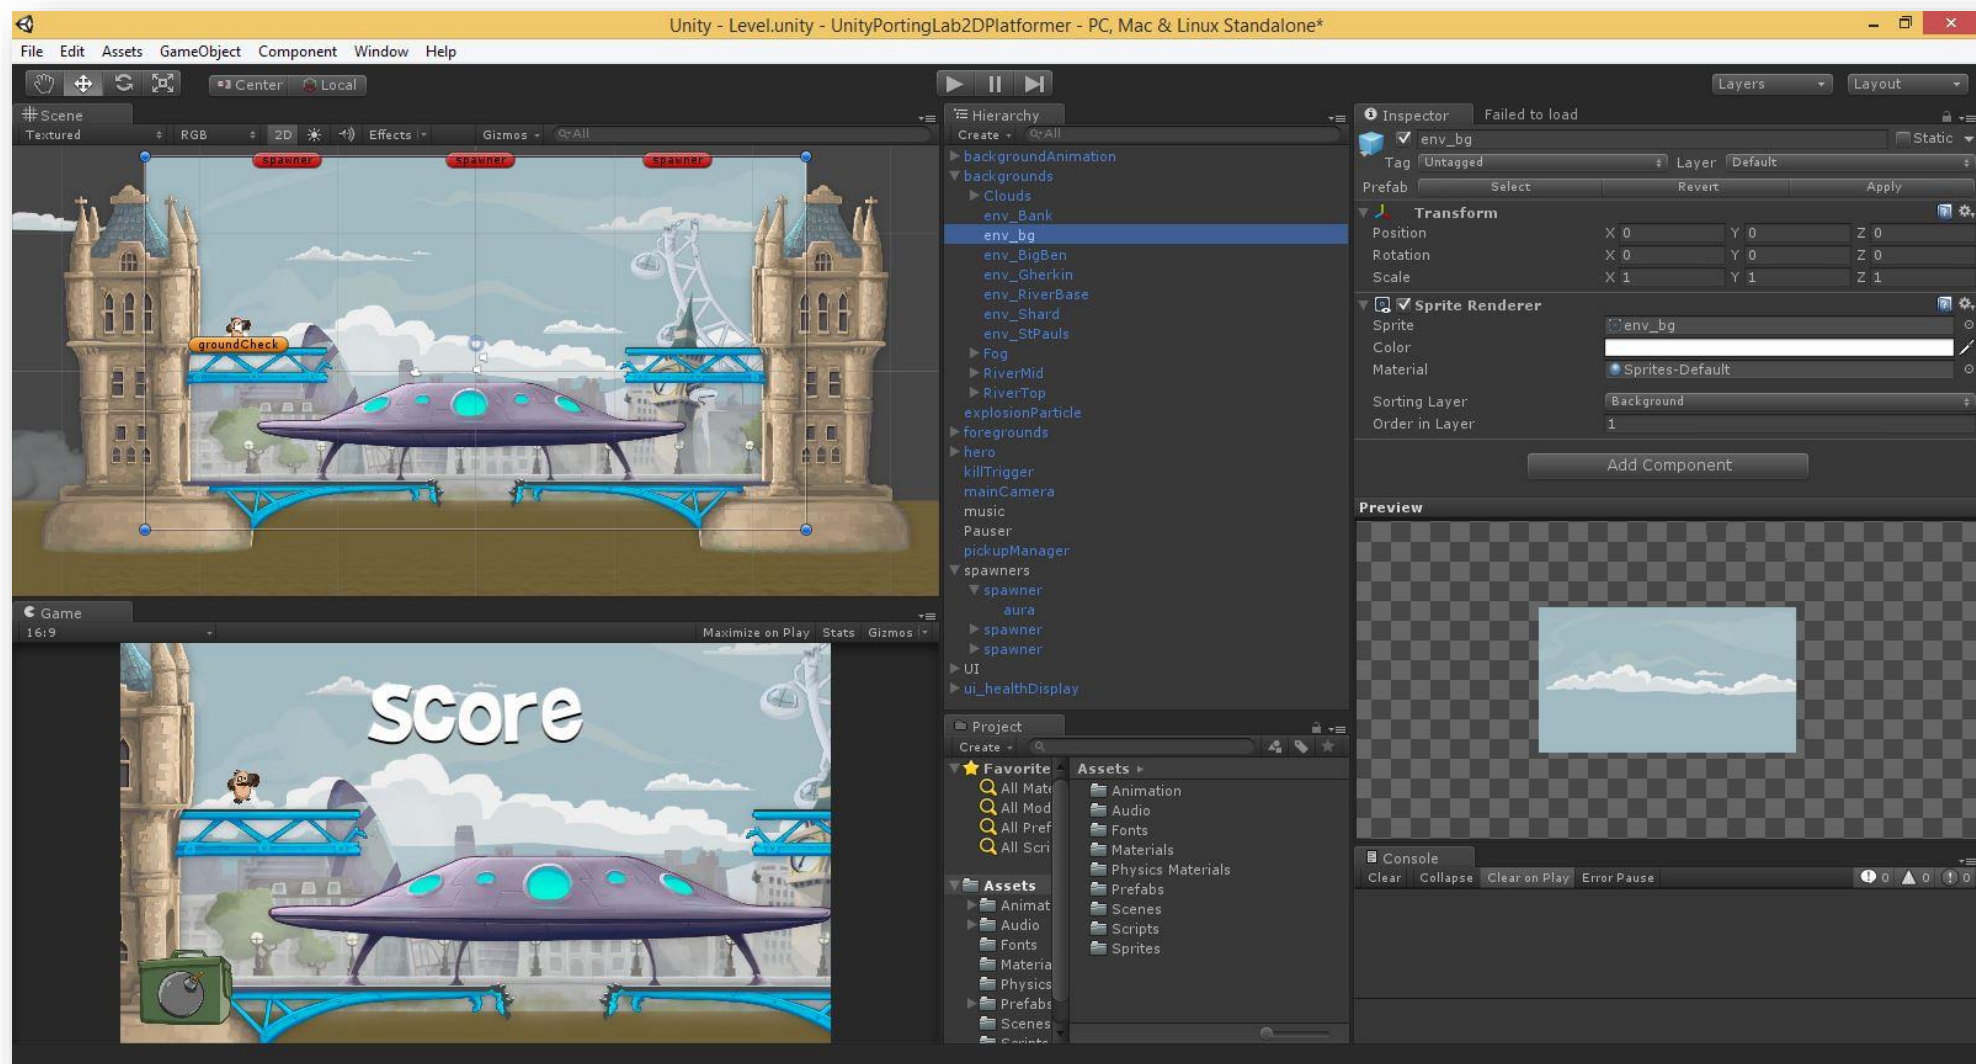 Unity - Level.unity - UnityPortingLab2DPlatformer - PC, Mac & Linux Standalone*
File Edit Assets GameObject Component Window Help
Center Local
Layers Layout
Scene
Textured RGB 2D Effects Gizmos All
spawner spawner spawner
groundCheck
Game
16:9 Maximize on Play Stats Gizmos
score
Hierarchy
Create All
backgroundAnimation
backgrounds
Clouds
env_Bank
env_bg
env_BigBen
env_Gherkin
env_RiverBase
env_Shard
env_StPauls
Fog
RiverMid
RiverTop
explosionParticle
foregrounds
hero
killTrigger
mainCamera
music
Pauser
pickupManager
spawners
spawner
aura
spawner
spawner
UI
ui_healthDisplay
Project
Create
Favorite
All Mate
All Mod
All Pref
All Scri
Assets
Animat
Audio
Fonts
Materia
Physics
Prefabs
Scenes
Scripts
Assets
Animation
Audio
Fonts
Materials
Physics Materials
Prefabs
Scenes
Scripts
Sprites
Inspector Failed to load
env_bg Static
Tag Untagged Layer Default
Prefab Select Revert Apply
Transform
Position X 0 Y 0 Z 0
Rotation X 0 Y 0 Z 0
Scale X 1 Y 1 Z 1
Sprite Renderer
Sprite env_bg
Color
Material Sprites-Default
Sorting Layer Background
Order in Layer 1
Add Component
Preview
Console
Clear Collapse Clear on Play Error Pause 0 0 0